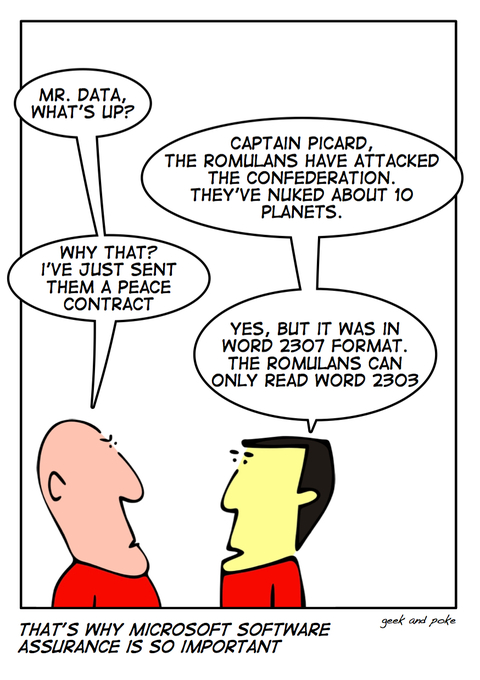 MR. DATA,
WHAT'S UP?
CAPTAIN PICARD,
THE ROMULANS HAVE ATTACKED
THE CONFEDERATION.
THEY'VE NUKED ABOUT 10
PLANETS.
WHY THAT?
I'VE JUST SENT
THEM A PEACE
CONTRACT
YES, BUT IT WAS IN
WORD 2307 FORMAT.
THE ROMULANS CAN
ONLY READ WORD 2303
geek and poke
THAT'S WHY MICROSOFT SOFTWARE
ASSURANCE IS SO IMPORTANT